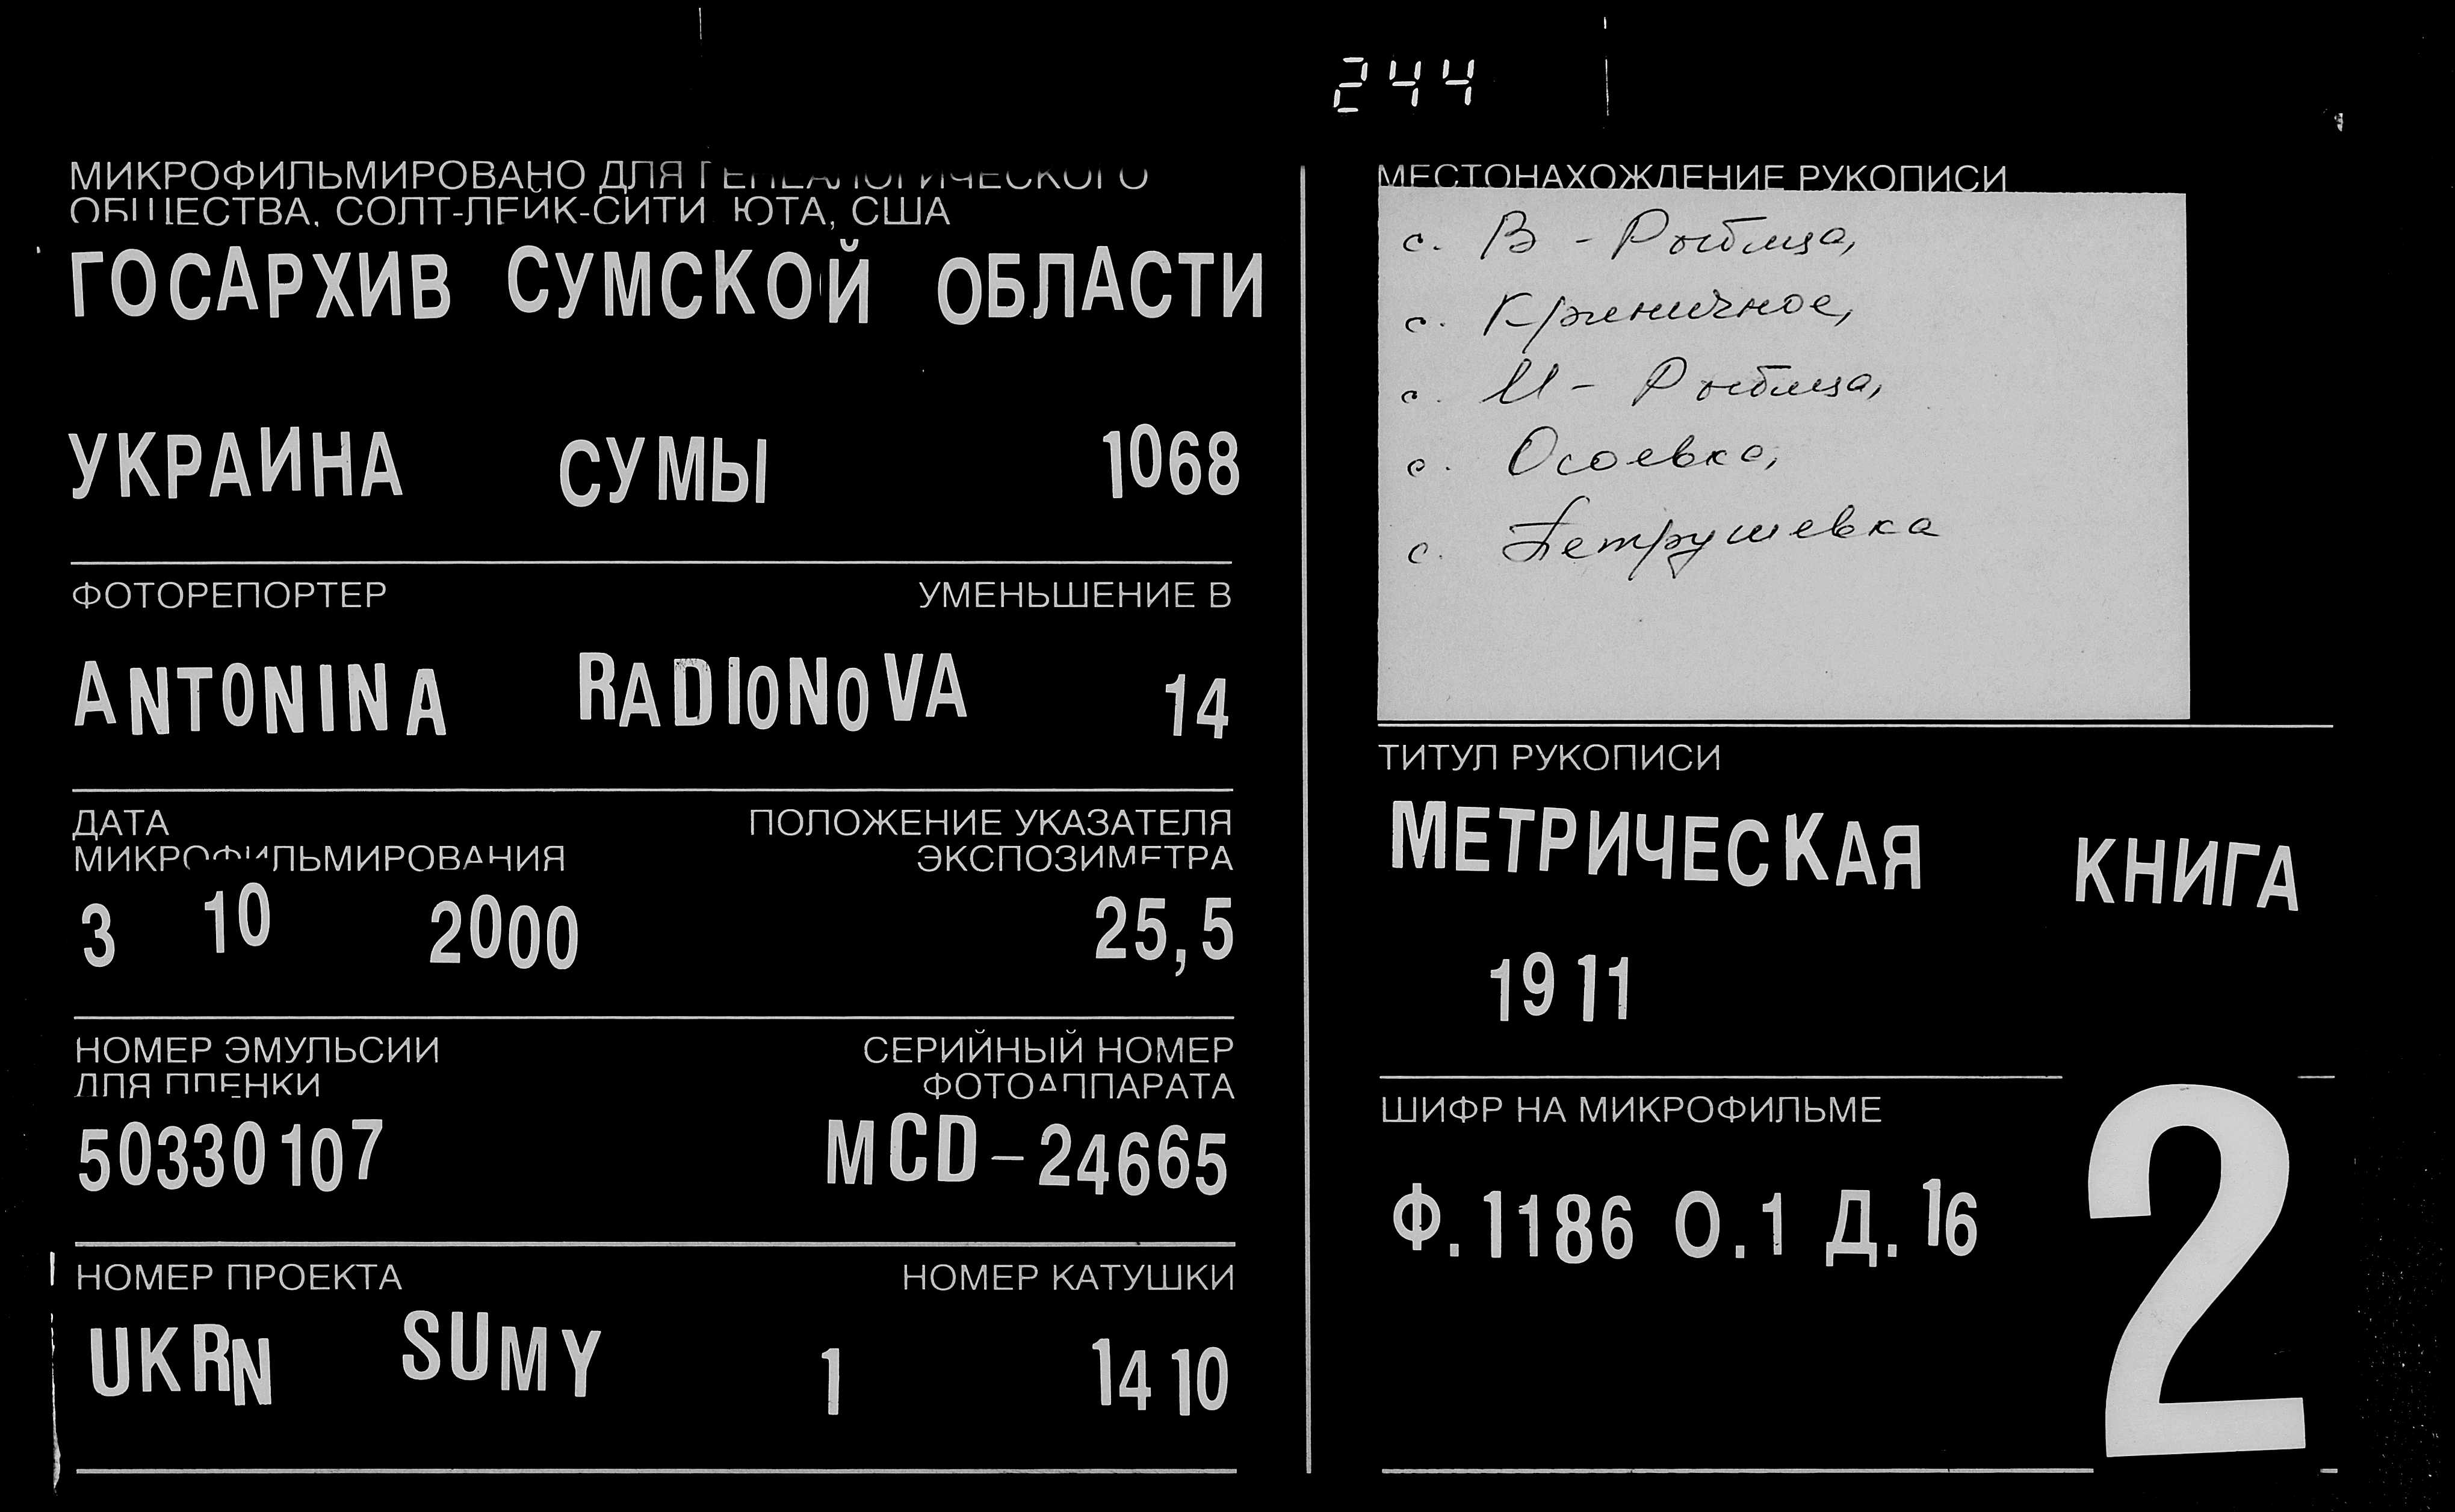 244
МИКРОФИЛЬМИРОВАНО ДЛЯ ГЕНЕАЛОГИЧЕСКОГО
ОБЩЕСТВА, СОЛТ-ЛЕЙК-СИТИ, ЮТА, США
ГОСАРХИВ СУМСКОЙ ОБЛАСТИ
УКРАИНА СУМЫ 1068
ФОТОРЕПОРТЕР УМЕНЬШЕНИЕ В
ANTONINA RADIONOVA 14
ДАТА
МИКРОФИЛЬМИРОВАНИЯ
3 10 2000
ПОЛОЖЕНИЕ УКАЗАТЕЛЯ
ЭКСПОЗИМЕТРА
25,5
НОМЕР ЭМУЛЬСИИ
ДЛЯ ПЛЕНКИ
50330107
СЕРИЙНЫЙ НОМЕР
ФОТОАППАРАТА
MCD-24665
НОМЕР ПРОЕКТА НОМЕР КАТУШКИ
UKRN SUMY 1 1410
МЕСТОНАХОЖДЕНИЕ РУКОПИСИ
с. В - Рыбица,
с. Криничное,
с. М - Рыбица,
с. Осоевка,
с. Петрушевка
ТИТУЛ РУКОПИСИ
МЕТРИЧЕСКАЯ КНИГА
1911
ШИФР НА МИКРОФИЛЬМЕ
Ф. 1186 О. 1 Д. 16
2